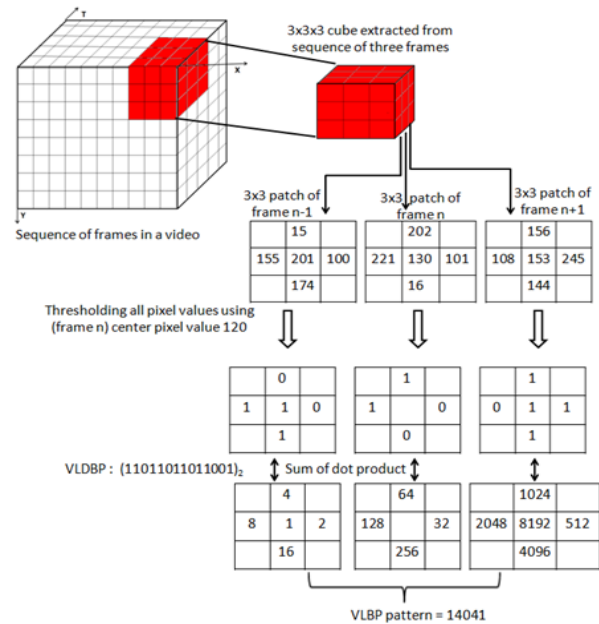 T
3x3x3 cube extracted from
sequence of three frames
X
Y
Sequence of frames in a video
3x3 patch of
frame n-1
3x3 patch of
frame n
3x3 patch of
frame n+1
15
155 201 100
174
202
221 130 101
16
156
108 153 245
144
Thresholding all pixel values using
(frame n) center pixel value 120
0
1 1 0
1
1
1 0
0
1
0 1 1
1
VLDBP : (11011011011001)2
Sum of dot product
4
8 1 2
16
64
128 32
256
1024
2048 8192 512
4096
VLBP pattern = 14041